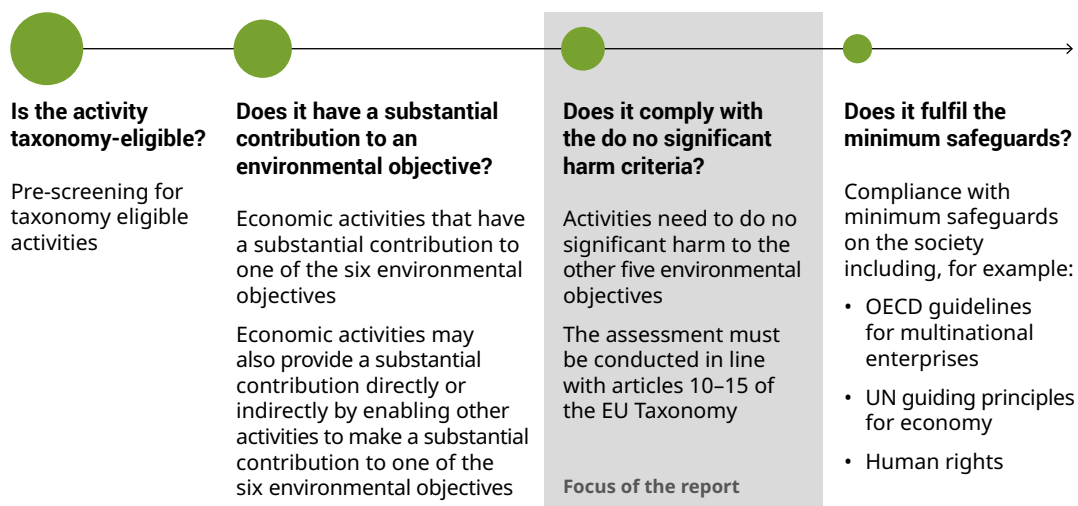 Is the activity
taxonomy-eligible?
Pre-screening for
taxonomy eligible
activities
Does it have a substantial
contribution to an
environmental objective?
Economic activities that have
a substantial contribution to
one of the six environmental
objectives
Economic activities may
also provide a substantial
contribution directly or
indirectly by enabling other
activities to make a substantial
contribution to one of the
six environmental objectives
Does it comply with
the do no significant
harm criteria?
Activities need to do no
significant harm to the
other five environmental
objectives
The assessment must
be conducted in line
with articles 10–15 of
the EU Taxonomy
Focus of the report
Does it fulfil the
minimum safeguards?
Compliance with
minimum safeguards
on the society
including, for example:
• OECD guidelines
for multinational
enterprises
• UN guiding principles
for economy
• Human rights